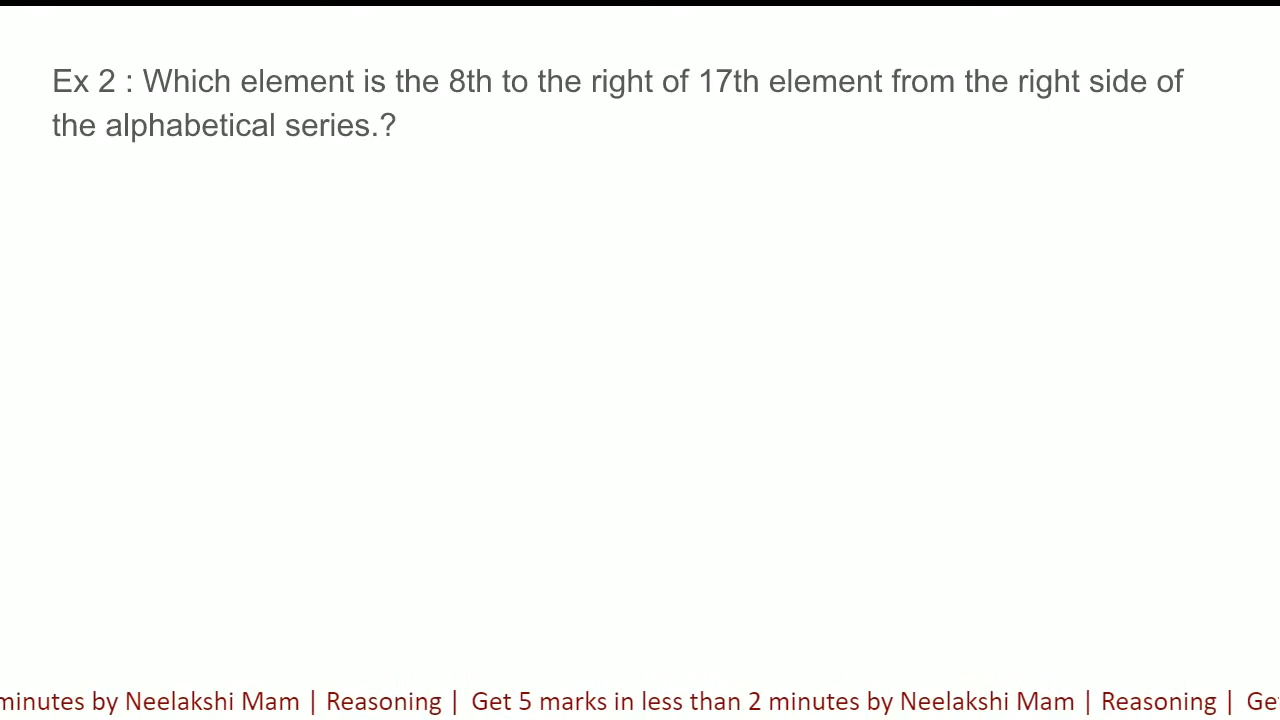 Ex 2 : Which element is the 8th to the right of 17th element from the right side of
the alphabetical series.?
minutes by Neelakshi Mam | Reasoning | Get 5 marks in less than 2 minutes by Neelakshi Mam | Reasoning | Ge